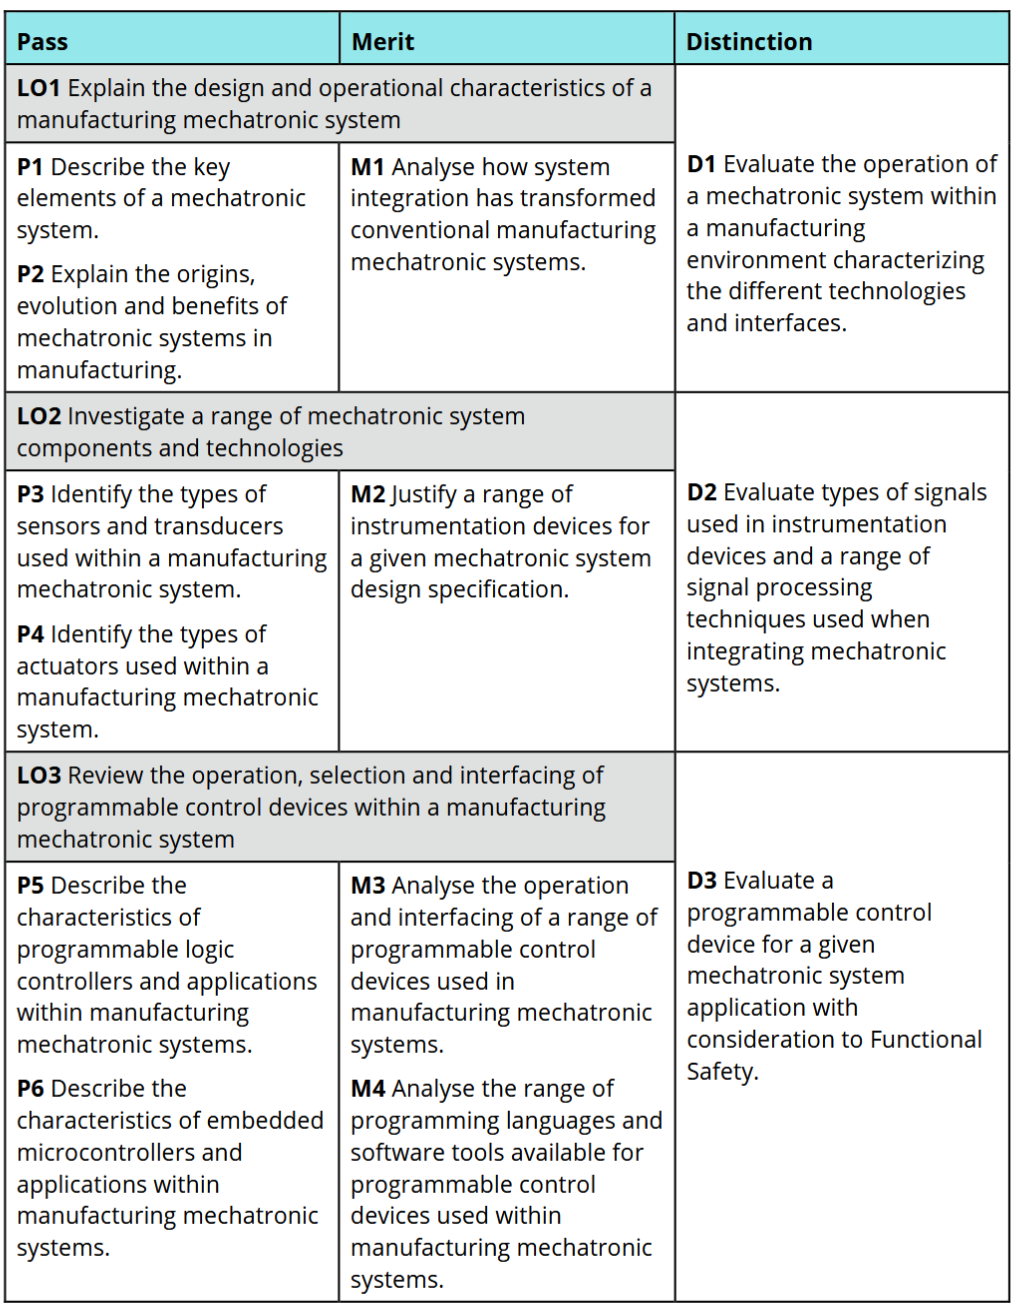 Pass
Merit
Distinction
LO1 Explain the design and operational characteristics of a
manufacturing mechatronic system
P1 Describe the key
elements of a mechatronic
system.
P2 Explain the origins,
evolution and benefits of
mechatronic systems in
manufacturing.
M1 Analyse how system
integration has transformed
conventional manufacturing
mechatronic systems.
D1 Evaluate the operation of
a mechatronic system within
a manufacturing
environment characterizing
the different technologies
and interfaces.
LO2 Investigate a range of mechatronic system
components and technologies
P3 Identify the types of
sensors and transducers
used within a manufacturing
mechatronic system.
P4 Identify the types of
actuators used within a
manufacturing mechatronic
system.
M2 Justify a range of
instrumentation devices for
a given mechatronic system
design specification.
D2 Evaluate types of signals
used in instrumentation
devices and a range of
signal processing
techniques used when
integrating mechatronic
systems.
LO3 Review the operation, selection and interfacing of
programmable control devices within a manufacturing
mechatronic system
P5 Describe the
characteristics of
programmable logic
controllers and applications
within manufacturing
mechatronic systems.
P6 Describe the
characteristics of embedded
microcontrollers and
applications within
manufacturing mechatronic
systems.
M3 Analyse the operation
and interfacing of a range of
programmable control
devices used in
manufacturing mechatronic
systems.
M4 Analyse the range of
programming languages and
software tools available for
programmable control
devices used within
manufacturing mechatronic
systems.
D3 Evaluate a
programmable control
device for a given
mechatronic system
application with
consideration to Functional
Safety.